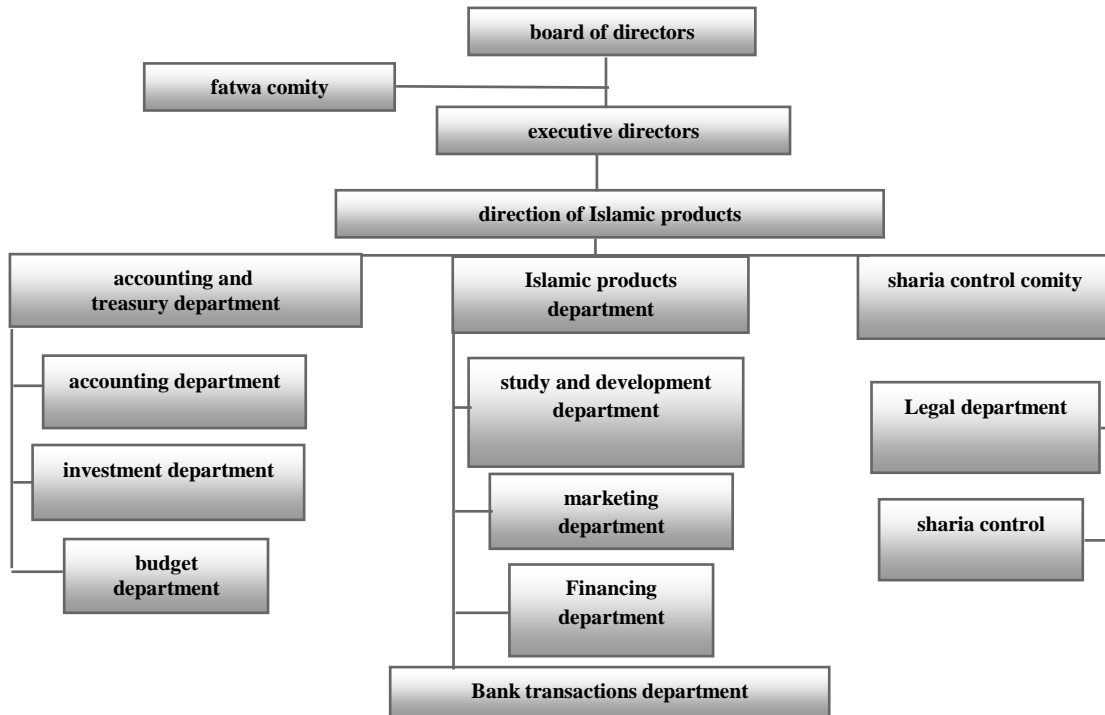 board of directors
fatwa comity
executive directors
direction of Islamic products
accounting and
treasury department
Islamic products
department
sharia control comity
accounting department
study and development
department
Legal department
investment department
marketing
department
sharia control
budget
department
Financing
department
Bank transactions department